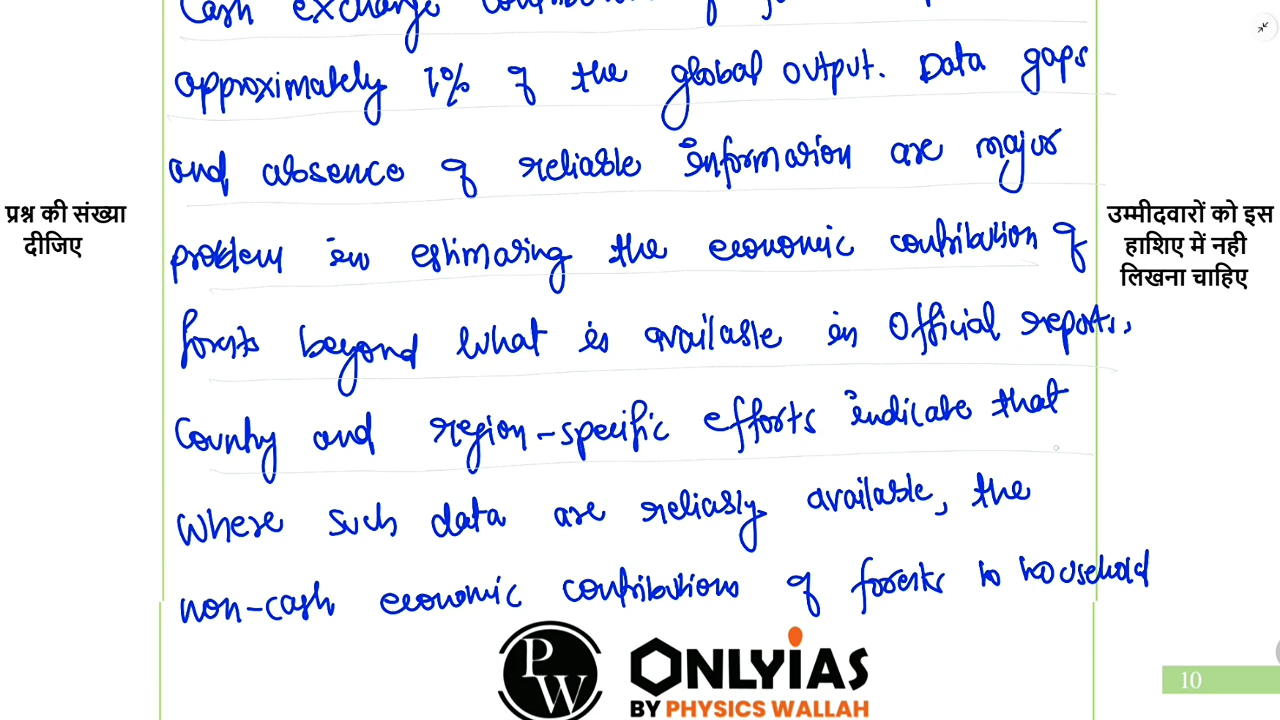 Cash exchange
approximately 1% of the global output. Data gaps
and absence of reliable information are major
प्रश्न की संख्या
दीजिए
उम्मीदवारों को इस
हाशिए में नही
लिखना चाहिए
problem in estimating the economic contribution of
forests beyond what is available in Official reports.
Country and region-specific efforts indicate that
Where such data are reliably available, the
non-cash economic contributions of forests to household
PW
ONLYIAS
BY PHYSICS WALLAH
10